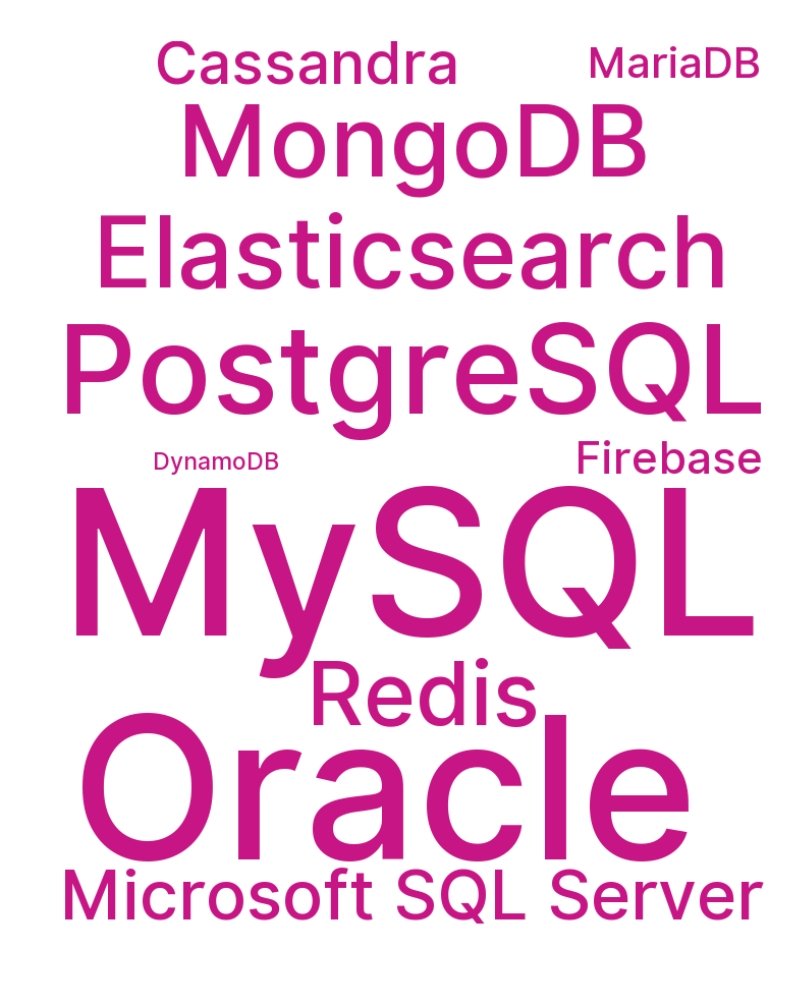 Cassandra
MariaDB
MongoDB
Elasticsearch
PostgreSQL
DynamoDB
Firebase
MySQL
Redis
Oracle
Microsoft SQL Server